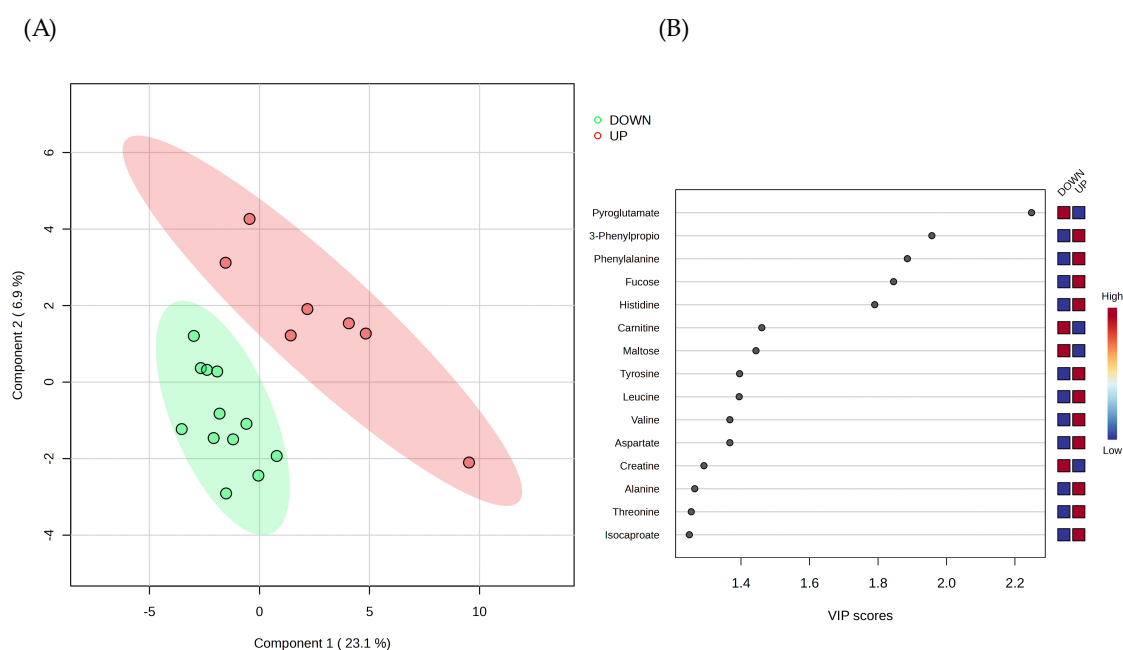 (A)
(B)
DOWN
UP
6
4
2
0
-2
-4
-5
0
5
10
Component 2 ( 6.9 %)
Component 1 ( 23.1 %)
DOWN
UP
Pyroglutamate
3-Phenylpropio
Phenylalanine
Fucose
Histidine
Carnitine
Maltose
Tyrosine
Leucine
Valine
Aspartate
Creatine
Alanine
Threonine
Isocaproate
1.4
1.6
1.8
2.0
2.2
VIP scores
High
Low